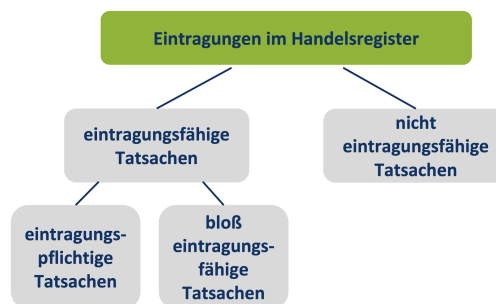 Eintragungen im Handelsregister
eintragungsfähige
Tatsachen
nicht
eintragungsfähige
Tatsachen
eintragungs-
pflichtige
Tatsachen
bloß
eintragungs-
fähige
Tatsachen